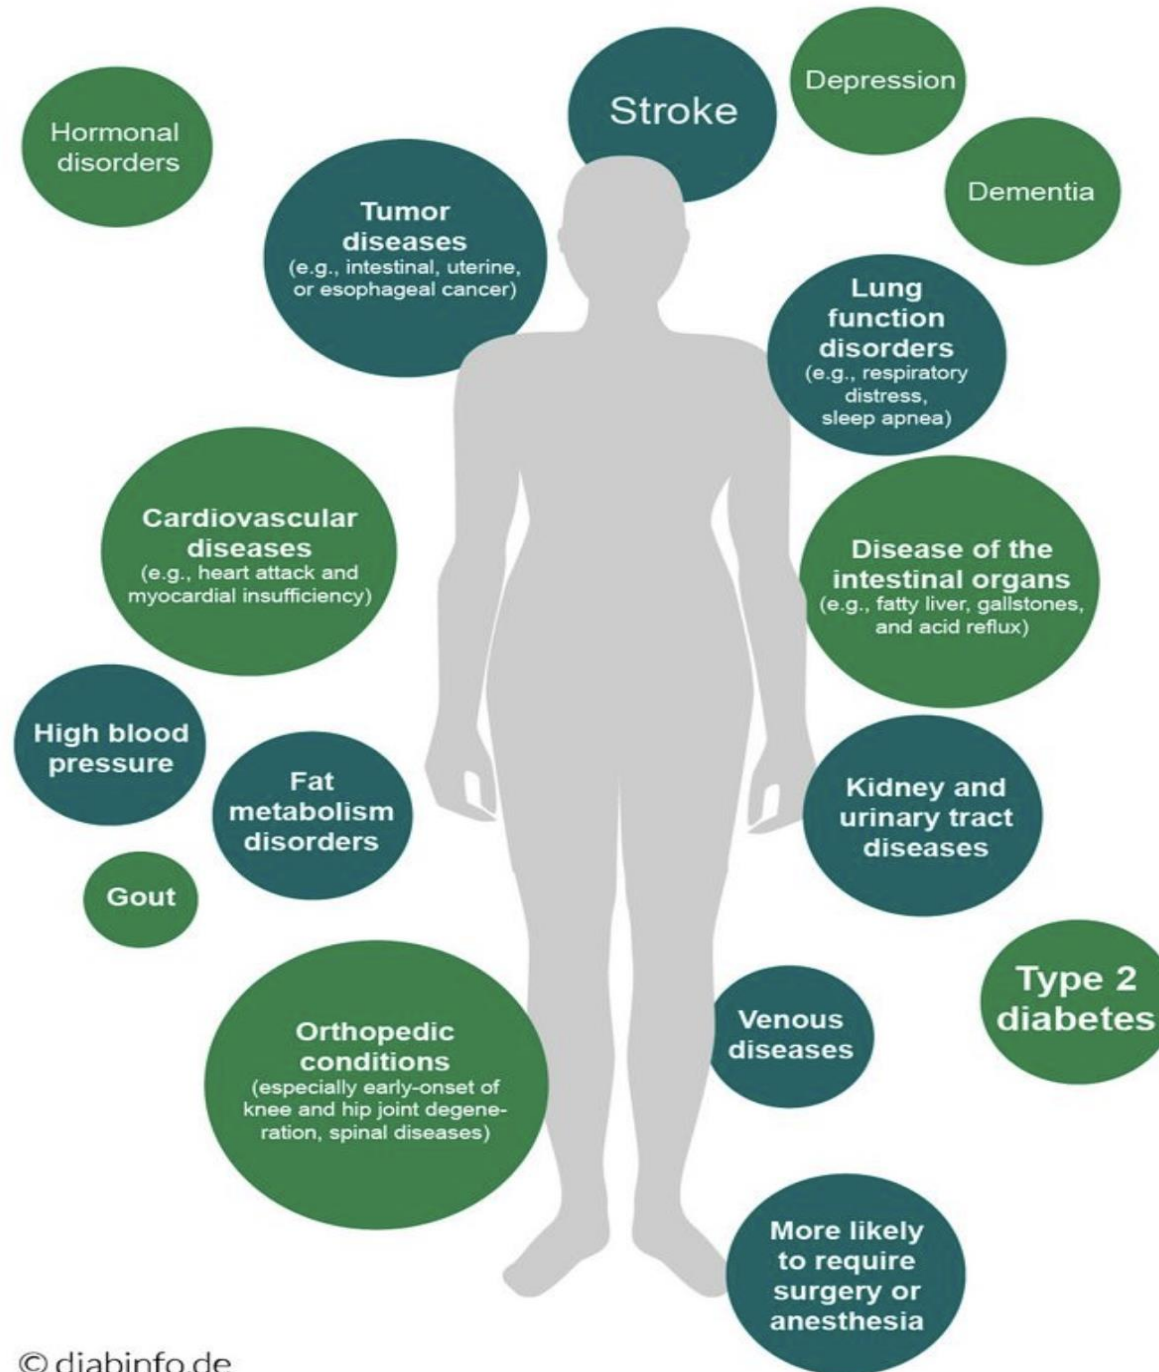 Stroke
Depression
Hormonal
disorders
Dementia
Tumor
diseases
(e.g., intestinal, uterine,
or esophageal cancer)
Lung
function
disorders
(e.g., respiratory
distress,
sleep apnea)
Cardiovascular
diseases
(e.g., heart attack and
myocardial insufficiency)
Disease of the
intestinal organs
(e.g., fatty liver, gallstones,
and acid reflux)
High blood
pressure
Fat
metabolism
disorders
Kidney and
urinary tract
diseases
Gout
Type 2
diabetes
Orthopedic
conditions
(especially early-onset of
knee and hip joint degene-
ration, spinal diseases)
Venous
diseases
More likely
to require
surgery or
anesthesia
© diabinfo.de